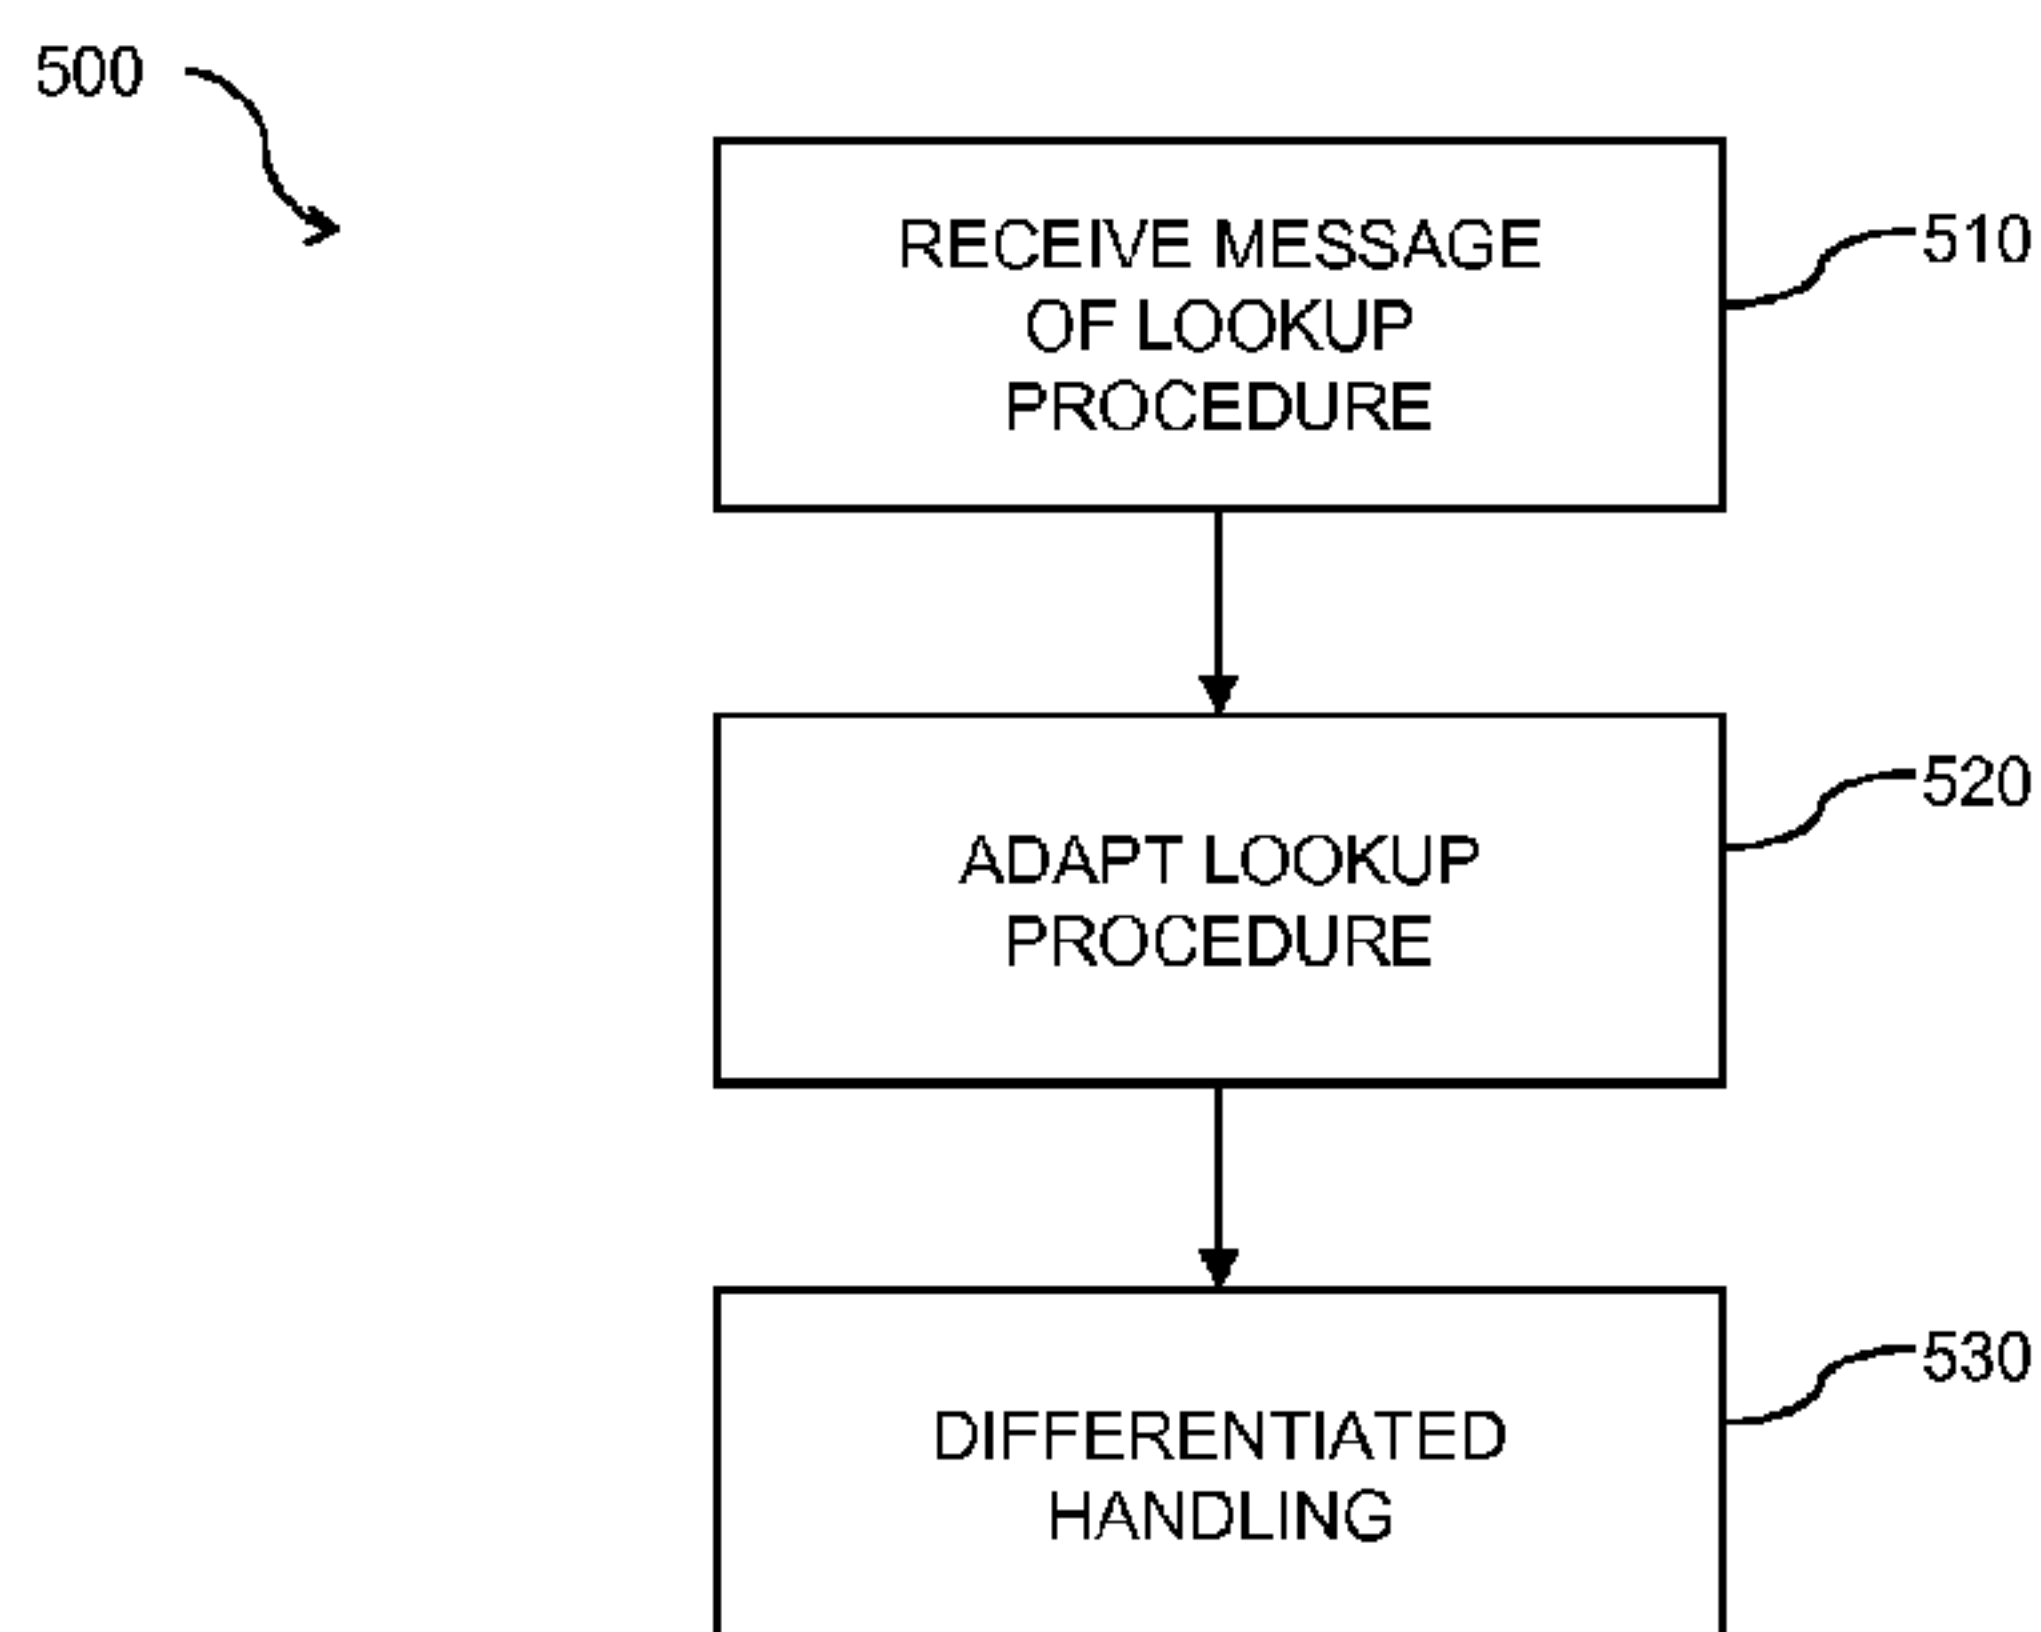 500
RECEIVE MESSAGE
OF LOOKUP
PROCEDURE
510
ADAPT LOOKUP
PROCEDURE
520
DIFFERENTIATED
HANDLING
530